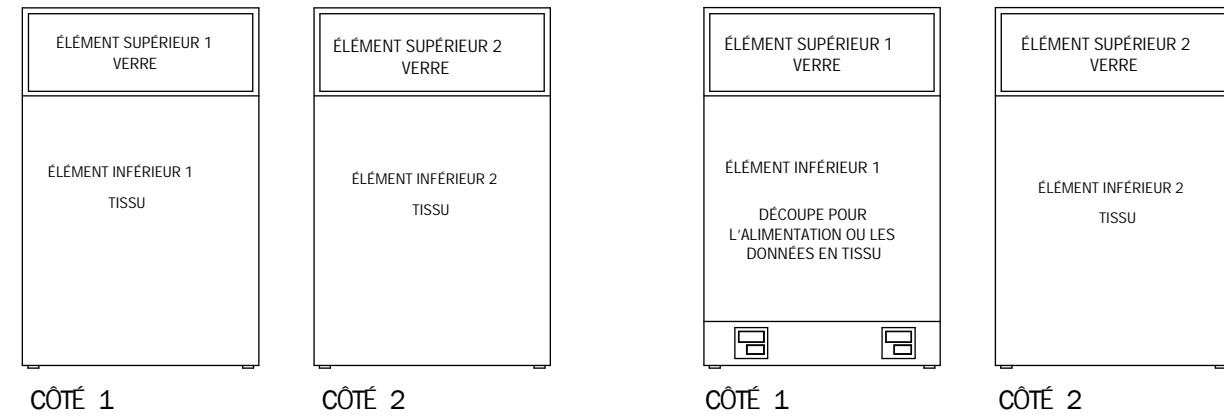 ÉLÉMENT SUPÉRIEUR 1
VERRE
ÉLÉMENT INFÉRIEUR 1
TISSU
CÔTÉ 1
ÉLÉMENT SUPÉRIEUR 2
VERRE
ÉLÉMENT INFÉRIEUR 2
TISSU
CÔTÉ 2
ÉLÉMENT SUPÉRIEUR 1
VERRE
ÉLÉMENT INFÉRIEUR 1
DÉCOUPE POUR
L'ALIMENTATION OU LES
DONNÉES EN TISSU
CÔTÉ 1
ÉLÉMENT SUPÉRIEUR 2
VERRE
ÉLÉMENT INFÉRIEUR 2
TISSU
CÔTÉ 2